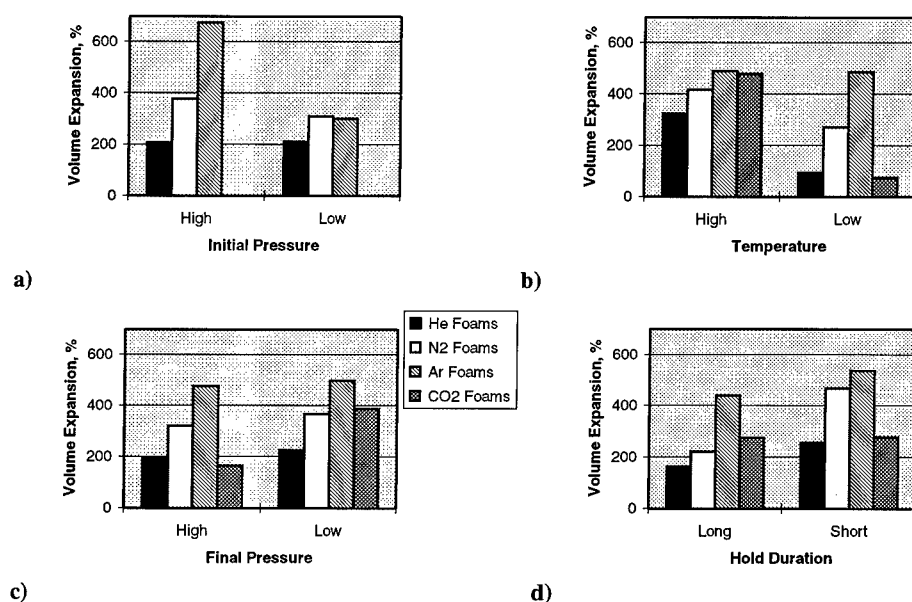 Volume Expansion, %
600
400
200
0
High Low
Initial Pressure
a)
Volume Expansion, %
600
400
200
0
High Low
Temperature
b)
He Foams
N2 Foams
Ar Foams
CO2 Foams
Volume Expansion, %
600
400
200
0
High Low
Final Pressure
c)
Volume Expansion, %
600
400
200
0
Long Short
Hold Duration
d)